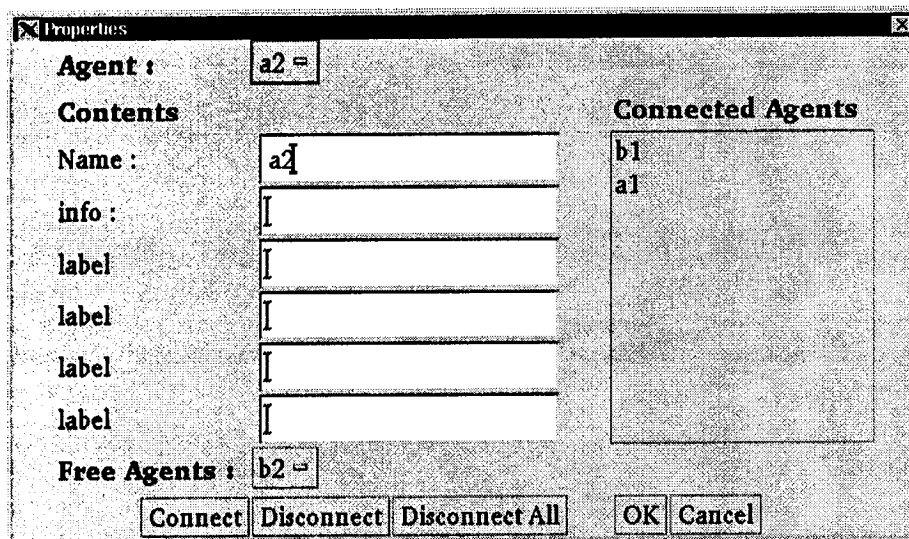 Properties
Agent : a2
Contents
Connected Agents
Name : a2
b1
info :
a1
label
label
label
label
Free Agents : b2
Connect Disconnect Disconnect All OK Cancel